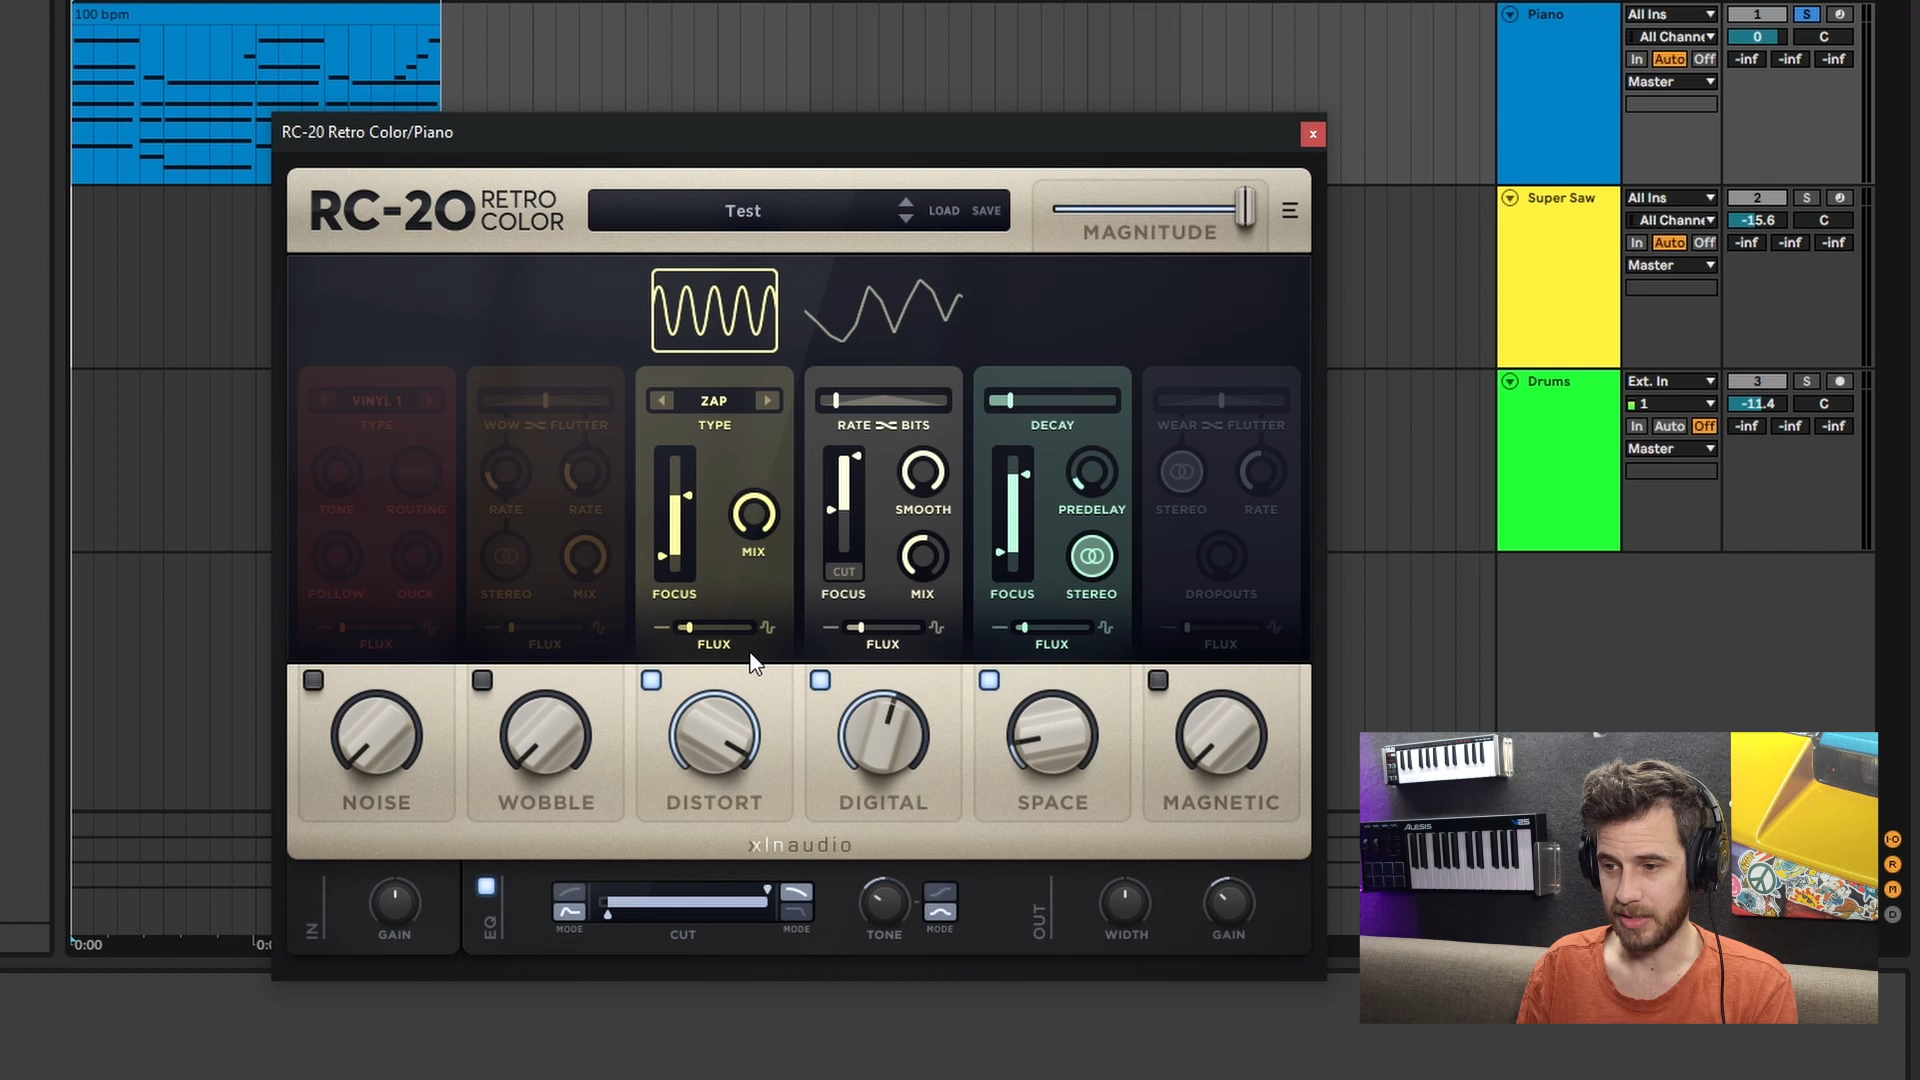 100 bpm
Piano
All Ins
1
S
All Channe
0
C
In Auto Off
-inf -inf -inf
Master
RC-20 Retro Color/Piano
x
RC-20 RETRO COLOR
Test
LOAD SAVE
MAGNITUDE
Super Saw
All Ins
2
S
All Channe
-15.6
C
In Auto Off
-inf -inf -inf
Master
Drums
Ext. In
3
S
1
-11.4
C
In Auto Off
-inf -inf -inf
Master
VINYL 1
TYPE
TONE
ROUTING
FOLLOW
DUCK
FLUX
WOW FLUTTER
RATE
RATE
STEREO
MIX
FLUX
ZAP
TYPE
MIX
FOCUS
FLUX
RATE BITS
SMOOTH
CUT
FOCUS
MIX
FLUX
DECAY
PREDELAY
FOCUS
STEREO
FLUX
WEAR FLUTTER
STEREO
RATE
DROPOUTS
FLUX
NOISE
WOBBLE
DISTORT
DIGITAL
SPACE
MAGNETIC
xlnaudio
IN
GAIN
EQ
MODE
CUT
MODE
TONE
MODE
OUT
WIDTH
GAIN
0:00
ALESIS
V25
I·O
R
M
D